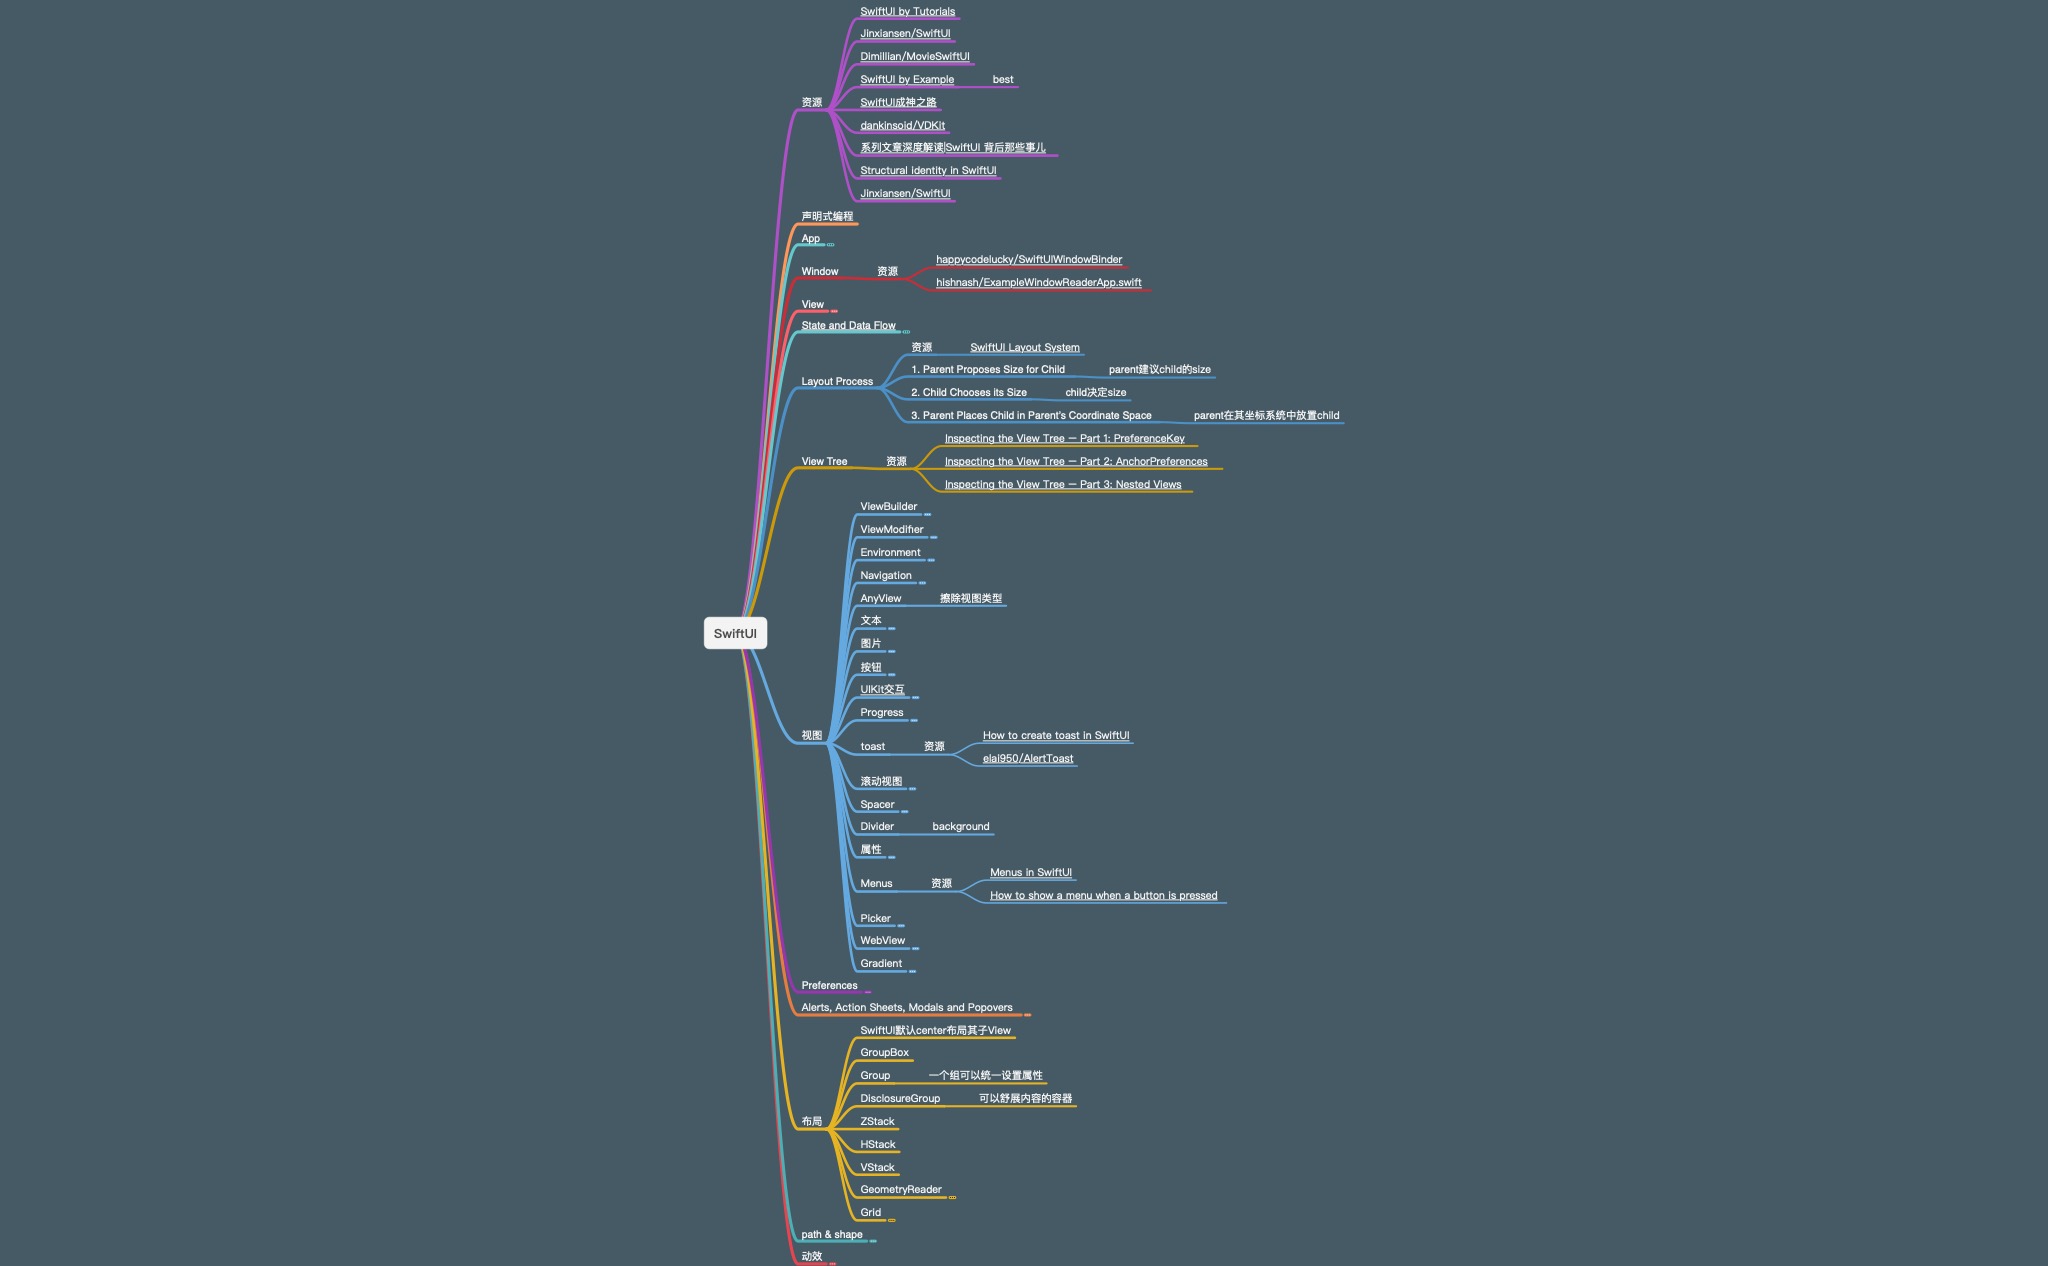 SwiftUI by Tutorials
Jinxiansen/SwiftUI
Dimillian/MovieSwiftUI
SwiftUI by Example best
资源
SwiftUI成神之路
dankinsoid/VDKit
系列文章深度解读|SwiftUI 背后那些事儿
Structural identity in SwiftUI
Jinxiansen/SwiftUI
声明式编程
App
Window 资源
happycodelucky/SwiftUIWindowBinder
hishnash/ExampleWindowReaderApp.swift
View
State and Data Flow
资源 SwiftUI Layout System
1. Parent Proposes Size for Child parent建议child的size
Layout Process
2. Child Chooses its Size child决定size
3. Parent Places Child in Parent's Coordinate Space parent在其坐标系统中放置child
Inspecting the View Tree – Part 1: PreferenceKey
View Tree 资源 Inspecting the View Tree – Part 2: AnchorPreferences
Inspecting the View Tree – Part 3: Nested Views
ViewBuilder
ViewModifier
Environment
Navigation
AnyView 擦除视图类型
文本
SwiftUI
图片
按钮
UIKit交互
Progress
视图
toast 资源
How to create toast in SwiftUI
elai950/AlertToast
滚动视图
Spacer
Divider background
属性
Menus 资源
Menus in SwiftUI
How to show a menu when a button is pressed
Picker
WebView
Gradient
Preferences
Alerts, Action Sheets, Modals and Popovers
SwiftUI默认center布局其子View
GroupBox
Group 一个组可以统一设置属性
DisclosureGroup 可以舒展内容的容器
布局
ZStack
HStack
VStack
GeometryReader
Grid
path & shape
动效